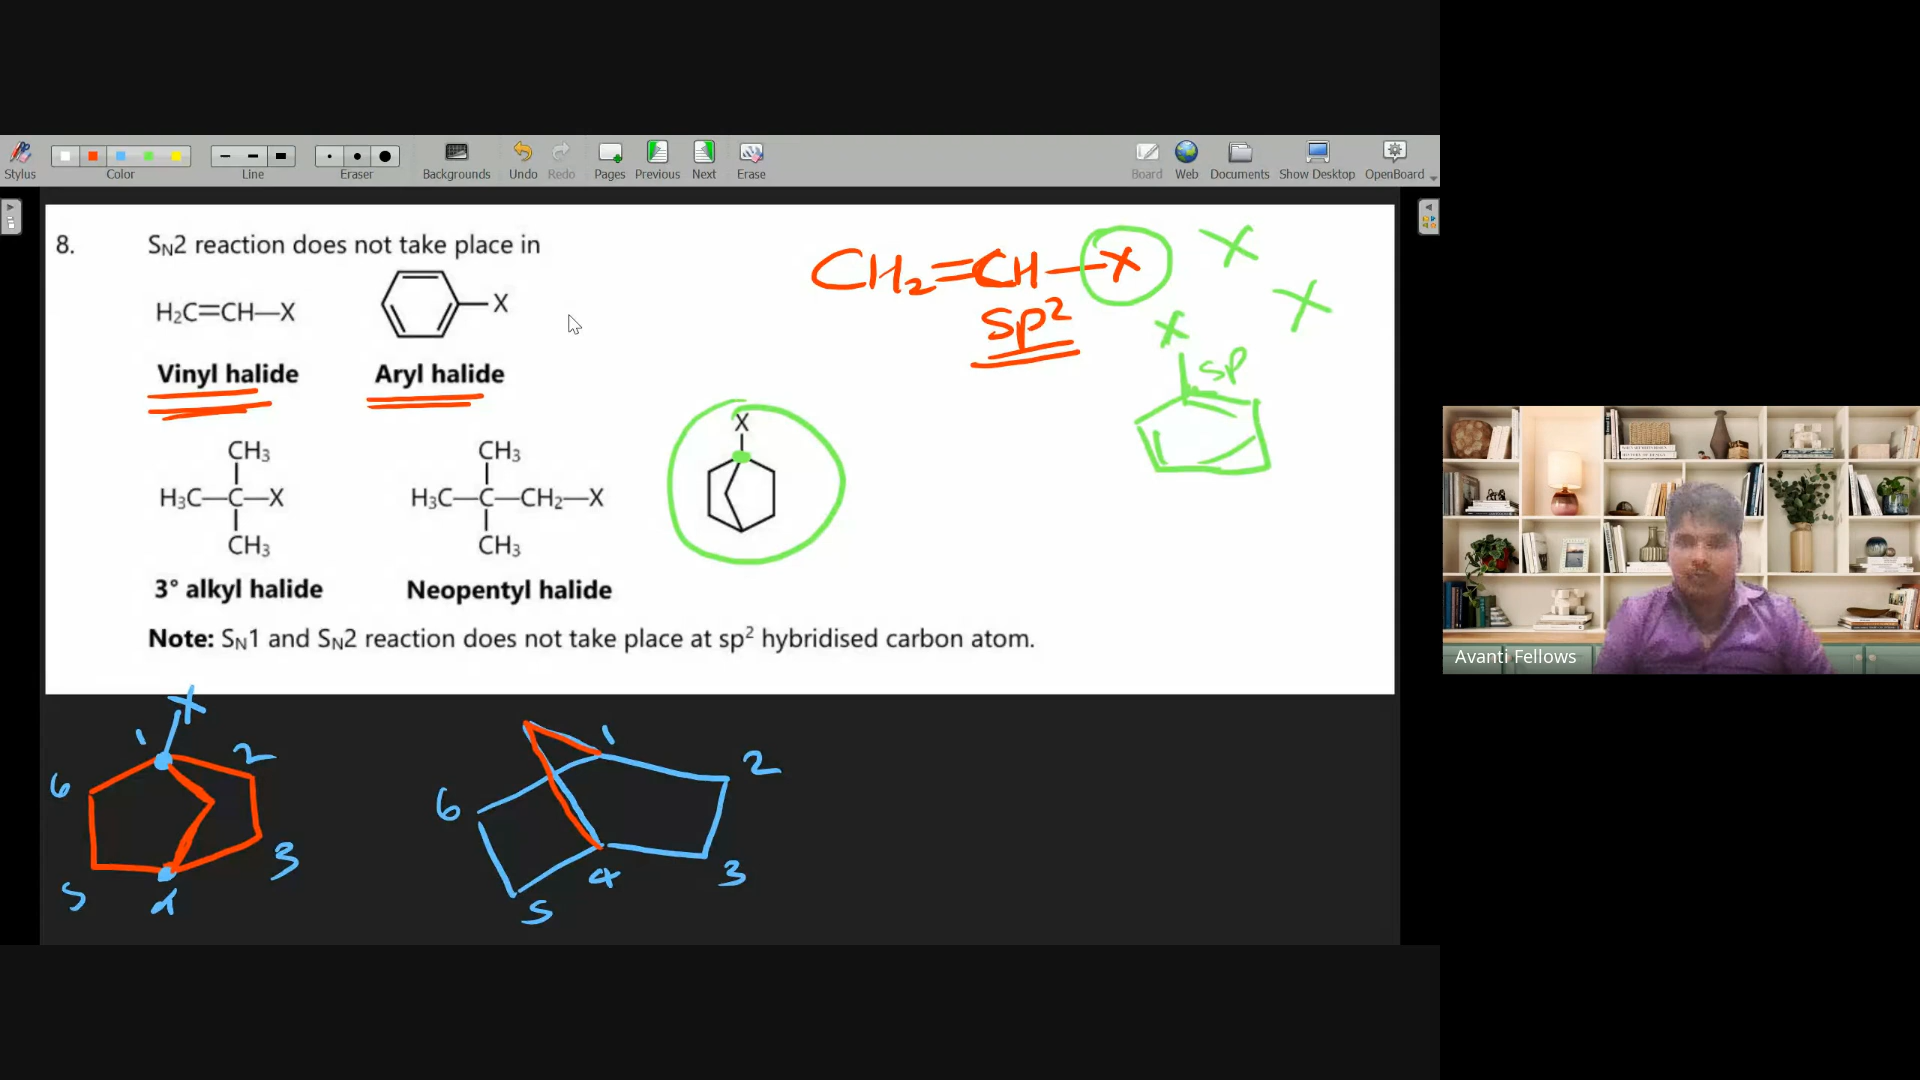 Stylus Color Line Eraser Backgrounds Undo Redo Pages Previous Next Erase Board Web Documents Show Desktop OpenBoard
8. SN2 reaction does not take place in
H₂C=CH—X
X
Vinyl halide Aryl halide
CH₂=CH—X X
sp² X
X
sp
CH₃ CH₃ X
H₃C—C—X H₃C—C—CH₂—X
CH₃ CH₃
3° alkyl halide Neopentyl halide
Note: SN1 and SN2 reaction does not take place at sp² hybridised carbon atom.
X
1 2 1 2
6 6
3 3
5 4 4
5
Avanti Fellows